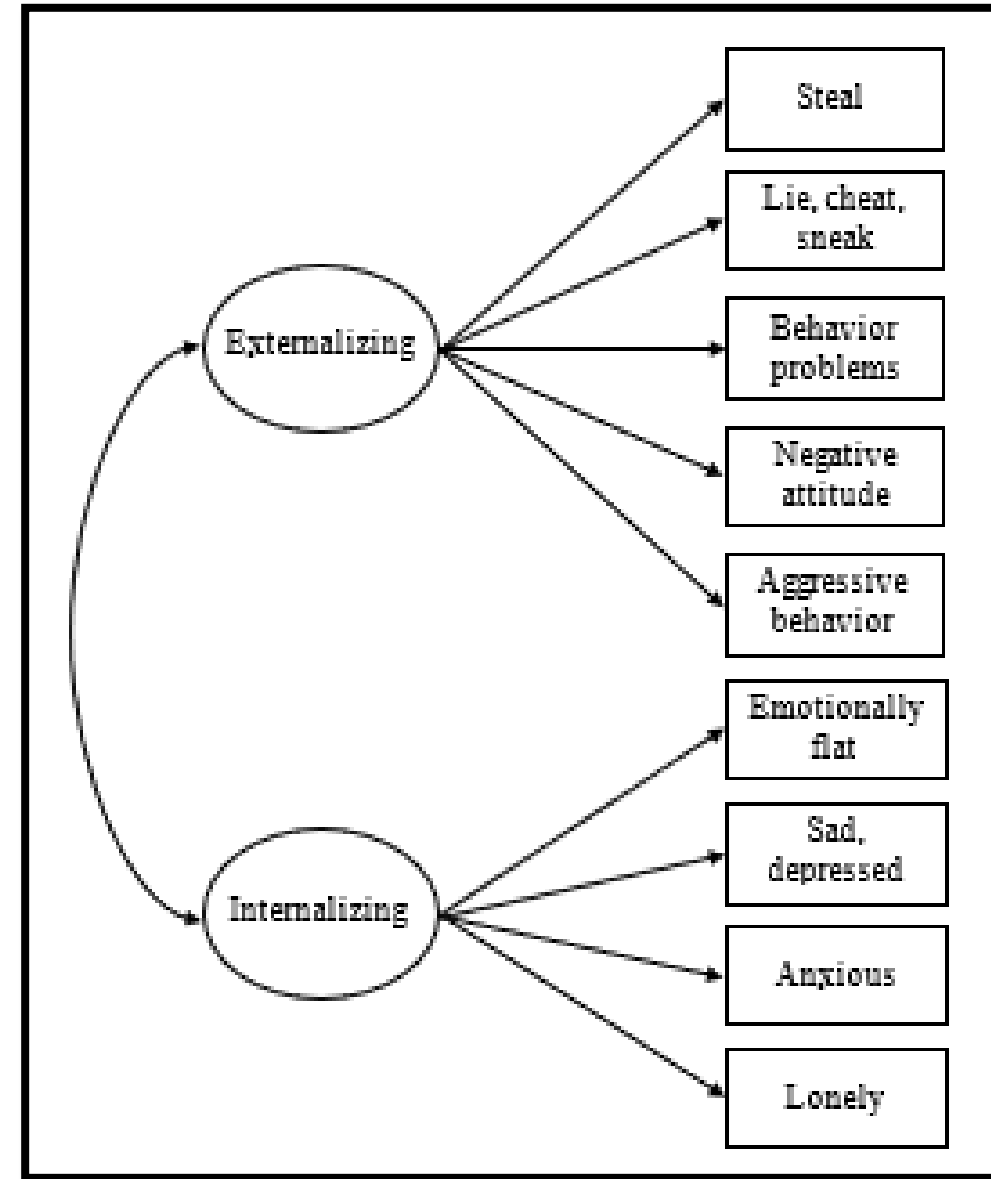 Steal
Lie, cheat,
sneak
Externalizing
Behavior
problems
Negative
attitude
Aggressive
behavior
Emotionally
flat
Sad,
depressed
Internalizing
Anxious
Lonely